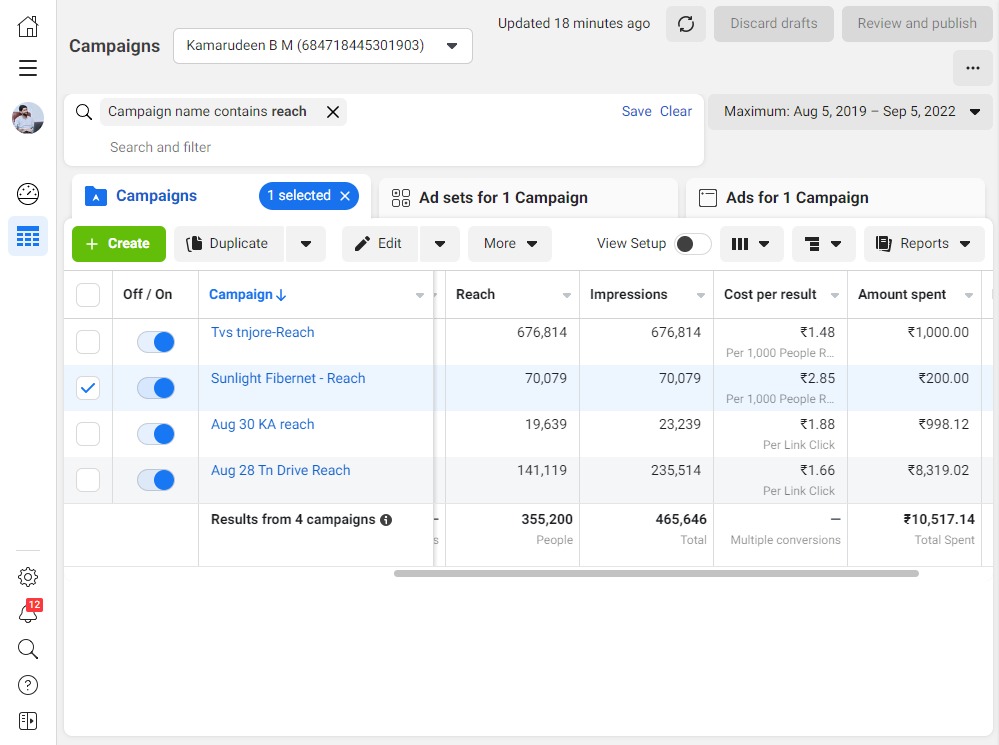 Updated 18 minutes ago
Discard drafts
Review and publish
Campaigns
Kamarudeen B M (684718445301903)
Campaign name contains reach
Save
Clear
Maximum: Aug 5, 2019 – Sep 5, 2022
Search and filter
Campaigns
1 selected
Ad sets for 1 Campaign
Ads for 1 Campaign
+ Create
Duplicate
Edit
More
View Setup
Reports
Off / On
Campaign
Reach
Impressions
Cost per result
Amount spent
Tvs tnjore-Reach
676,814
676,814
₹1.48
₹1,000.00
Per 1,000 People R...
Sunlight Fibernet - Reach
70,079
70,079
₹2.85
₹200.00
Per 1,000 People R...
Aug 30 KA reach
19,639
23,239
₹1.88
₹998.12
Per Link Click
Aug 28 Tn Drive Reach
141,119
235,514
₹1.66
₹8,319.02
Per Link Click
Results from 4 campaigns
355,200
465,646
—
₹10,517.14
s
People
Total
Multiple conversions
Total Spent
12